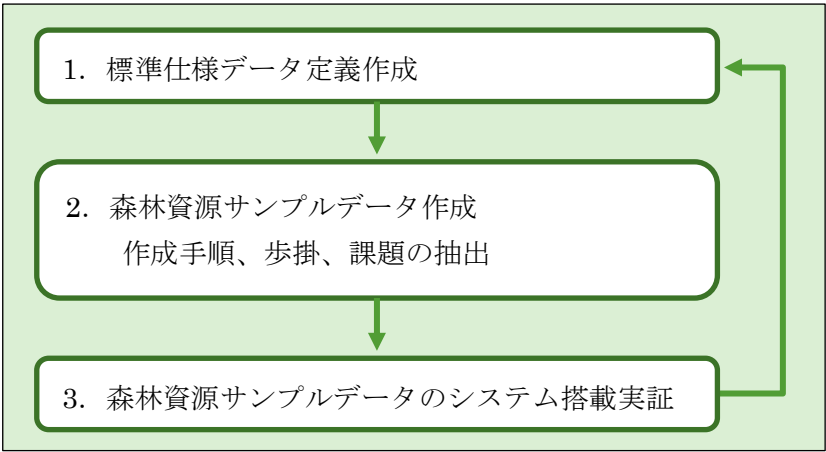 1. 標準仕様データ定義作成
2. 森林資源サンプルデータ作成
作成手順、歩掛、課題の抽出
3. 森林資源サンプルデータのシステム搭載実証